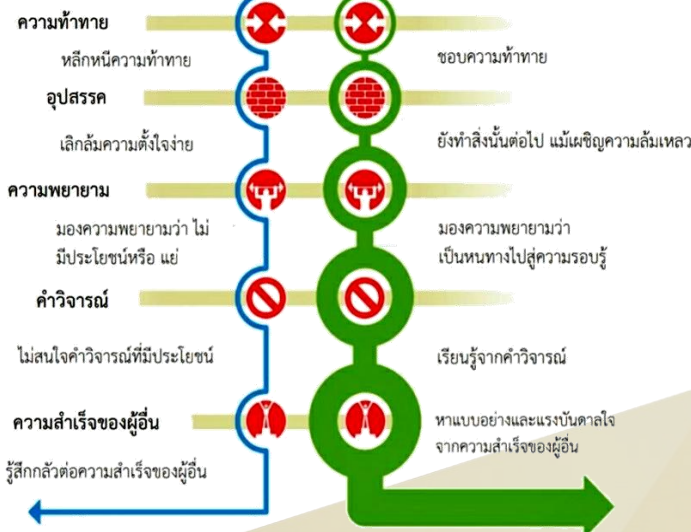 ความท้าทาย
หลีกหนีความท้าทาย
ชอบความท้าทาย
อุปสรรค
เลิกล้มความตั้งใจง่าย
ยังทำสิ่งนั้นต่อไป แม้เผชิญความล้มเหลว
ความพยายาม
มองความพยายามว่า ไม่
มีประโยชน์หรือ แย่
มองความพยายามว่า
เป็นหนทางไปสู่ความรอบรู้
คำวิจารณ์
ไม่สนใจคำวิจารณ์ที่มีประโยชน์
เรียนรู้จากคำวิจารณ์
ความสำเร็จของผู้อื่น
รู้สึกกลัวต่อความสำเร็จของผู้อื่น
หาแบบอย่างและแรงบันดาลใจ
จากความสำเร็จของผู้อื่น